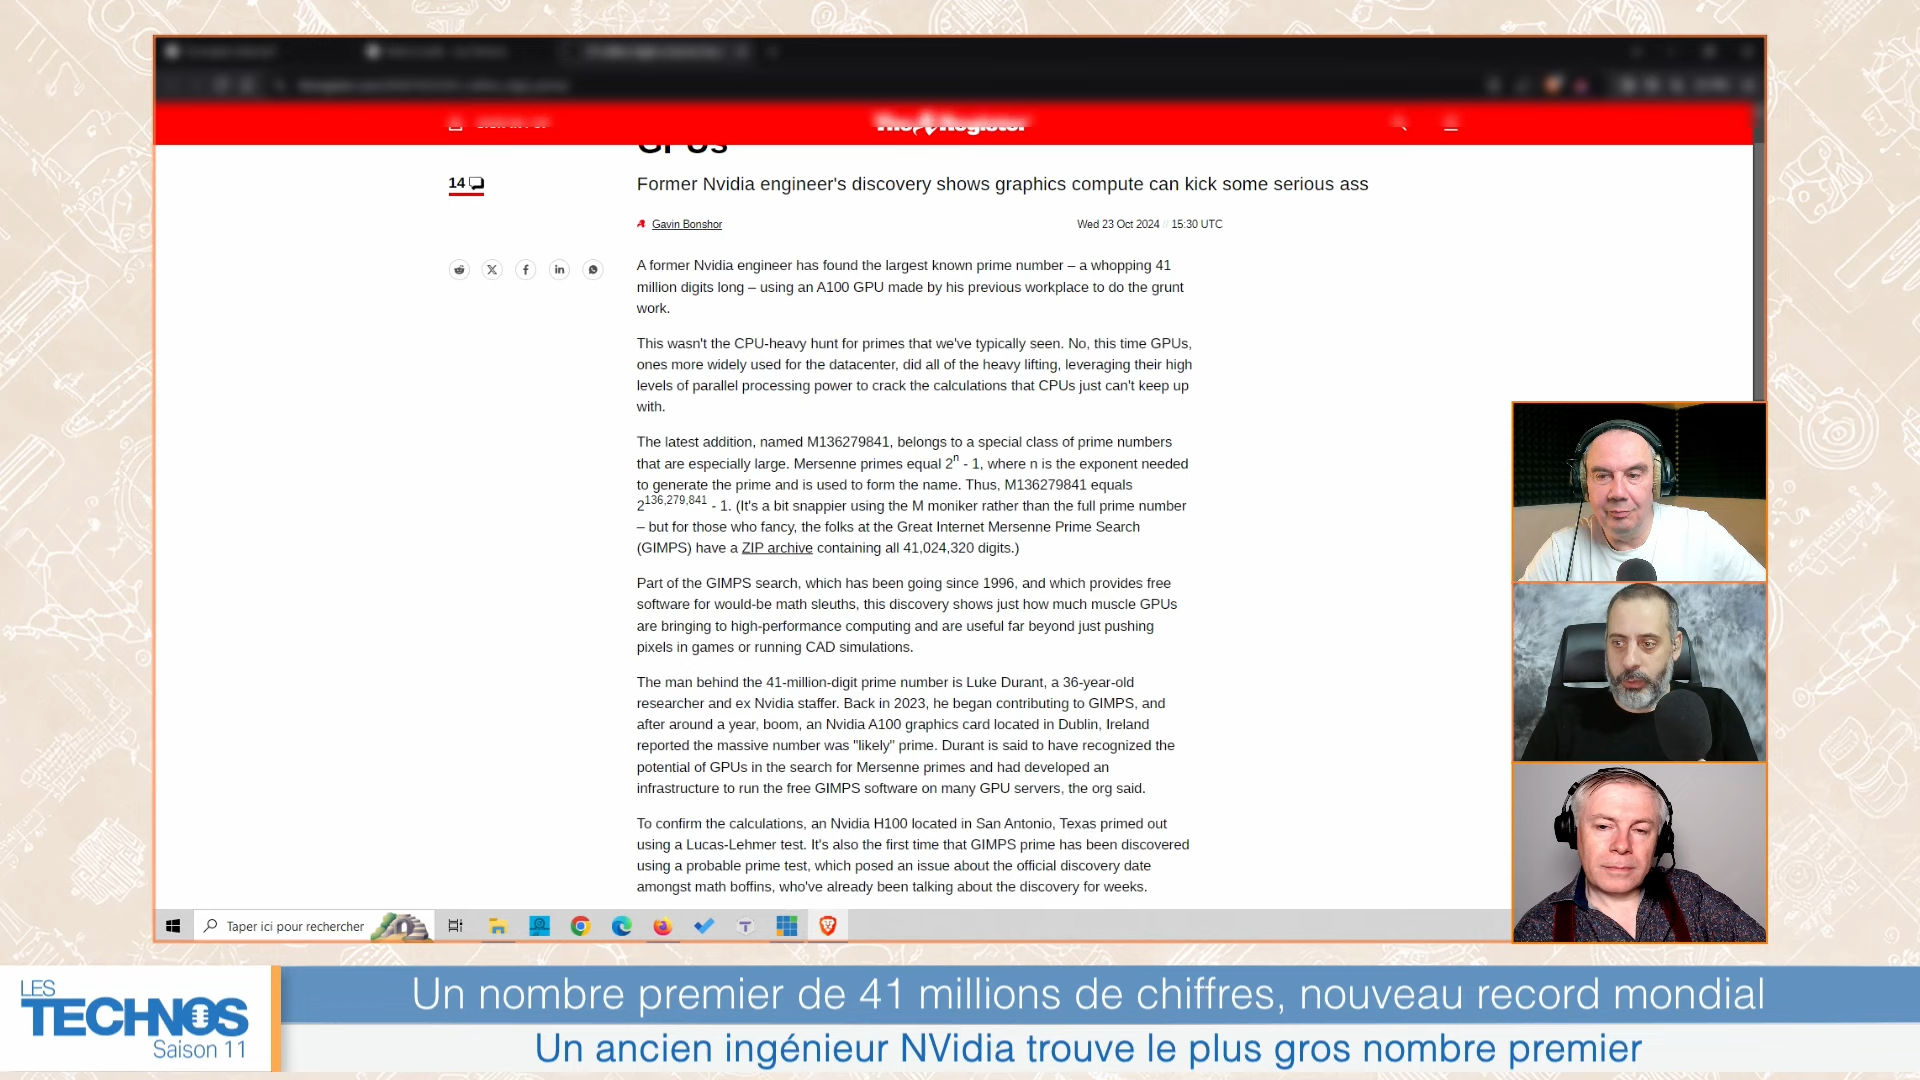 The Register
GPUs
14
Former Nvidia engineer's discovery shows graphics compute can kick some serious ass
Gavin Bonshor
Wed 23 Oct 2024 // 15:30 UTC
A former Nvidia engineer has found the largest known prime number – a whopping 41
million digits long – using an A100 GPU made by his previous workplace to do the grunt
work.
This wasn't the CPU-heavy hunt for primes that we've typically seen. No, this time GPUs,
ones more widely used for the datacenter, did all of the heavy lifting, leveraging their high
levels of parallel processing power to crack the calculations that CPUs just can't keep up
with.
The latest addition, named M136279841, belongs to a special class of prime numbers
that are especially large. Mersenne primes equal 2^n - 1, where n is the exponent needed
to generate the prime and is used to form the name. Thus, M136279841 equals
2^136,279,841 - 1. (It's a bit snappier using the M moniker rather than the full prime number
– but for those who fancy, the folks at the Great Internet Mersenne Prime Search
(GIMPS) have a ZIP archive containing all 41,024,320 digits.)
Part of the GIMPS search, which has been going since 1996, and which provides free
software for would-be math sleuths, this discovery shows just how much muscle GPUs
are bringing to high-performance computing and are useful far beyond just pushing
pixels in games or running CAD simulations.
The man behind the 41-million-digit prime number is Luke Durant, a 36-year-old
researcher and ex Nvidia staffer. Back in 2023, he began contributing to GIMPS, and
after around a year, boom, an Nvidia A100 graphics card located in Dublin, Ireland
reported the massive number was "likely" prime. Durant is said to have recognized the
potential of GPUs in the search for Mersenne primes and had developed an
infrastructure to run the free GIMPS software on many GPU servers, the org said.
To confirm the calculations, an Nvidia H100 located in San Antonio, Texas primed out
using a Lucas-Lehmer test. It's also the first time that GIMPS prime has been discovered
using a probable prime test, which posed an issue about the official discovery date
amongst math boffins, who've already been talking about the discovery for weeks.
Taper ici pour rechercher
LES
TECHNOS
Saison 11
Un nombre premier de 41 millions de chiffres, nouveau record mondial
Un ancien ingénieur NVidia trouve le plus gros nombre premier